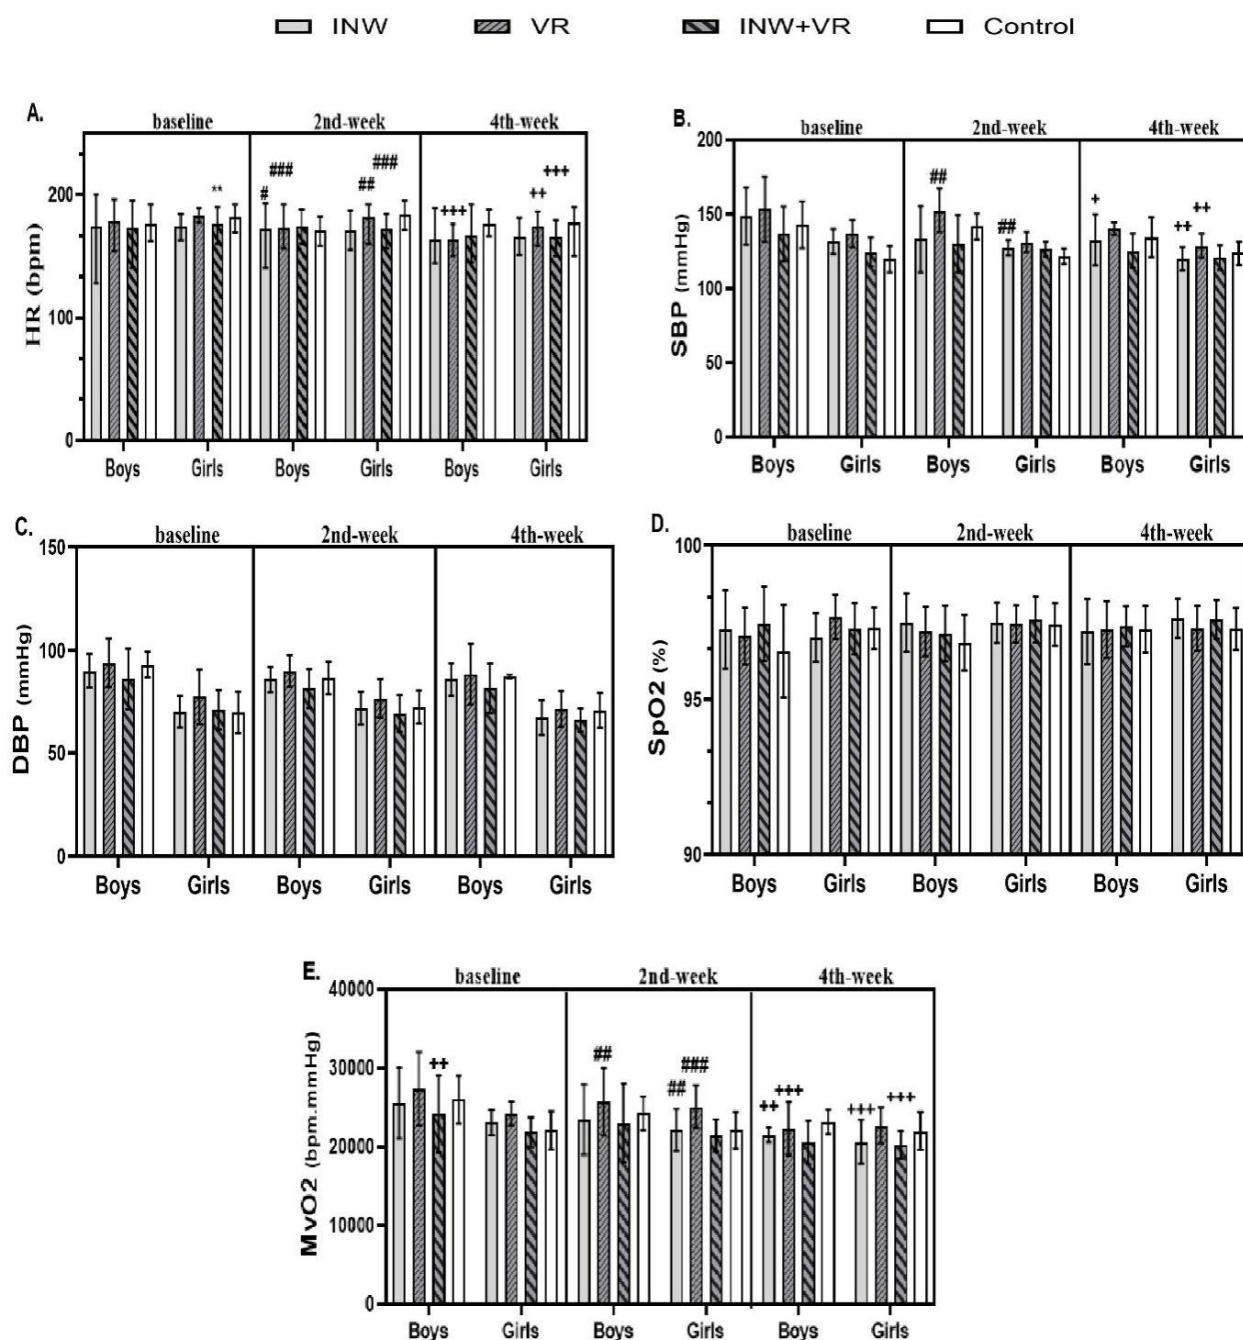 INW VR INW+VR Control
A.
baseline 2nd-week 4th-week
HR (bpm)
200
100
0
**
# ### ## ###
+++ ++ +++
Boys Girls Boys Girls Boys Girls
B.
baseline 2nd-week 4th-week
SBP (mmHg)
200
150
100
50
0
## ##
+ ++ ++
Boys Girls Boys Girls Boys Girls
C.
baseline 2nd-week 4th-week
DBP (mmHg)
150
100
50
0
Boys Girls Boys Girls Boys Girls
D.
baseline 2nd-week 4th-week
SpO2 (%)
100
95
90
Boys Girls Boys Girls Boys Girls
E.
baseline 2nd-week 4th-week
MvO2 (bpm.mmHg)
40000
30000
20000
10000
0
++
## ## ###
++ +++ +++ +++
Boys Girls Boys Girls Boys Girls